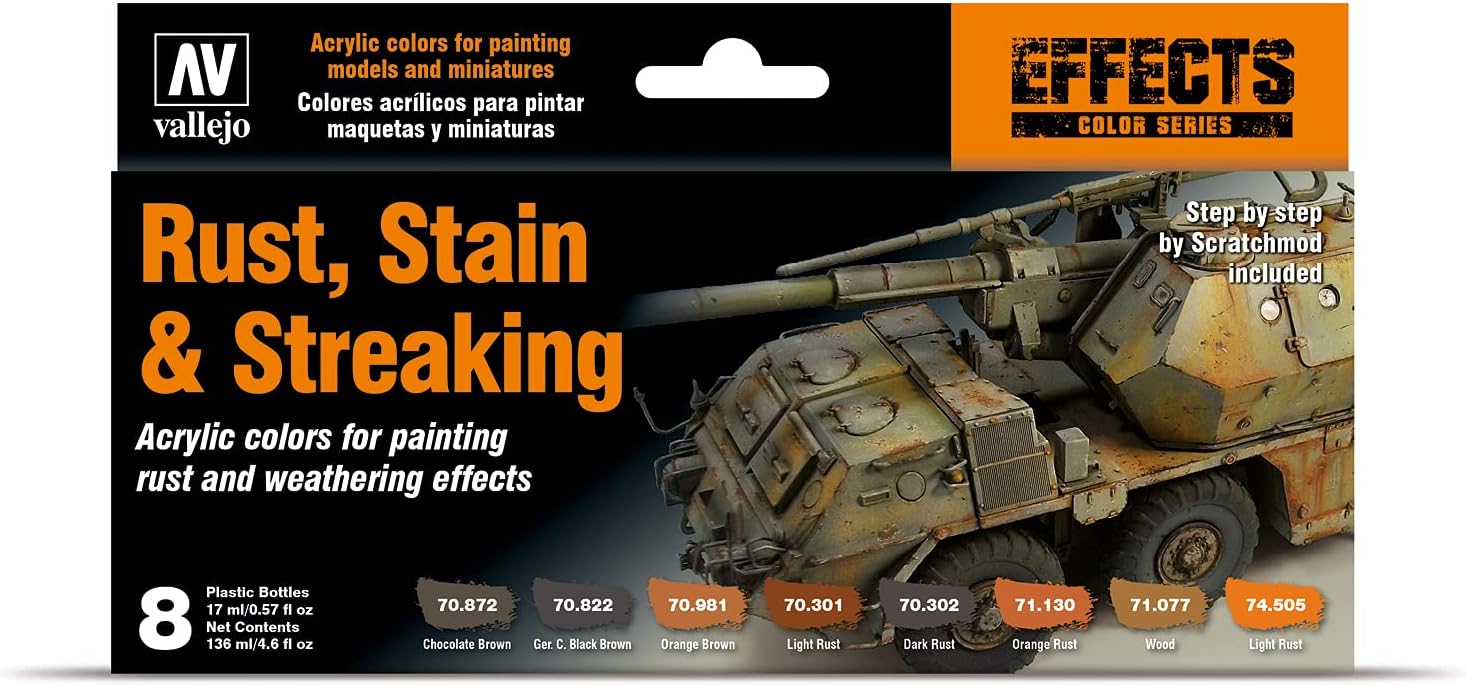 AV
vallejo
Acrylic colors for painting
models and miniatures
Colores acrílicos para pintar
maquetas y miniaturas
EFFECTS
COLOR SERIES
Rust, Stain
& Streaking
Acrylic colors for painting
rust and weathering effects
Step by step
by Scratchmod
included
8
Plastic Bottles
17 ml/0.57 fl oz
Net Contents
136 ml/4.6 fl oz
70.872
Chocolate Brown
70.822
Ger. C. Black Brown
70.981
Orange Brown
70.301
Light Rust
70.302
Dark Rust
71.130
Orange Rust
71.077
Wood
74.505
Light Rust